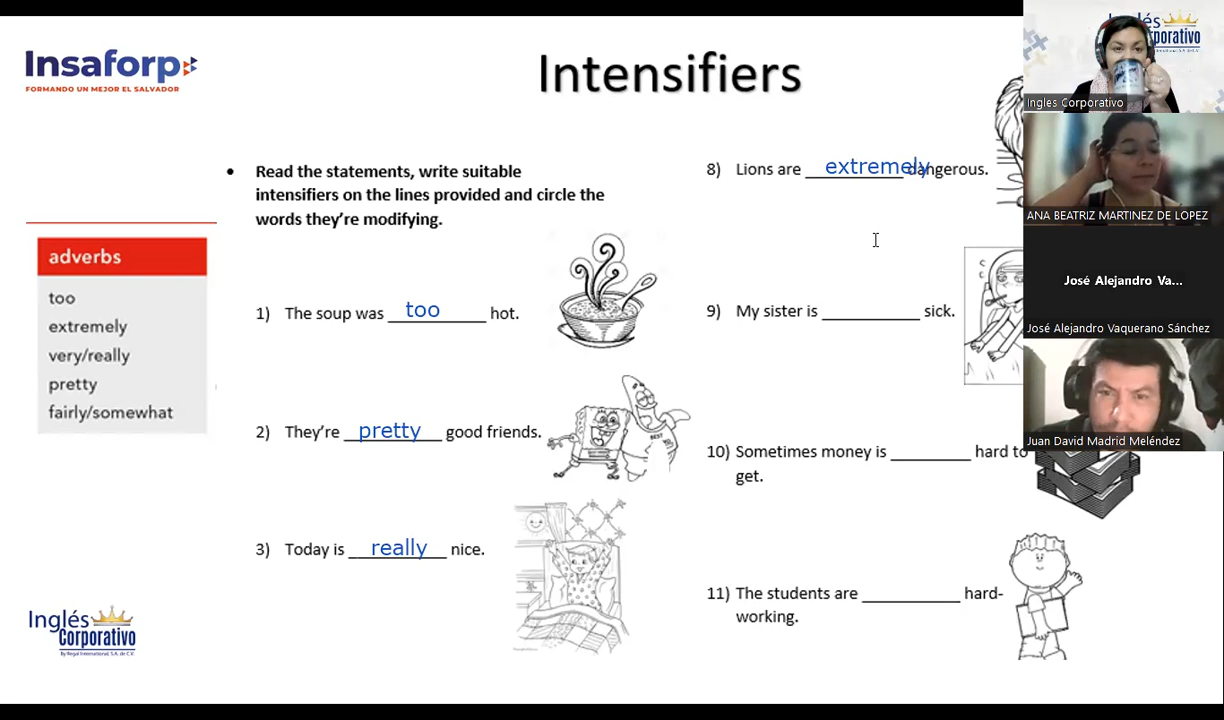 Insaforp
FORMANDO UN MEJOR EL SALVADOR
Intensifiers
• Read the statements, write suitable
intensifiers on the lines provided and circle the
words they're modifying.
adverbs
too
extremely
very/really
pretty
fairly/somewhat
1) The soup was too hot.
2) They're pretty good friends.
3) Today is really nice.
8) Lions are extremely dangerous.
9) My sister is __________ sick.
10) Sometimes money is ________ hard to
get.
11) The students are __________ hard-
working.
Inglés
Corporativo
Ingles Corporativo
ANA BEATRIZ MARTINEZ DE LOPEZ
José Alejandro Va...
José Alejandro Vaquerano Sánchez
Juan David Madrid Meléndez